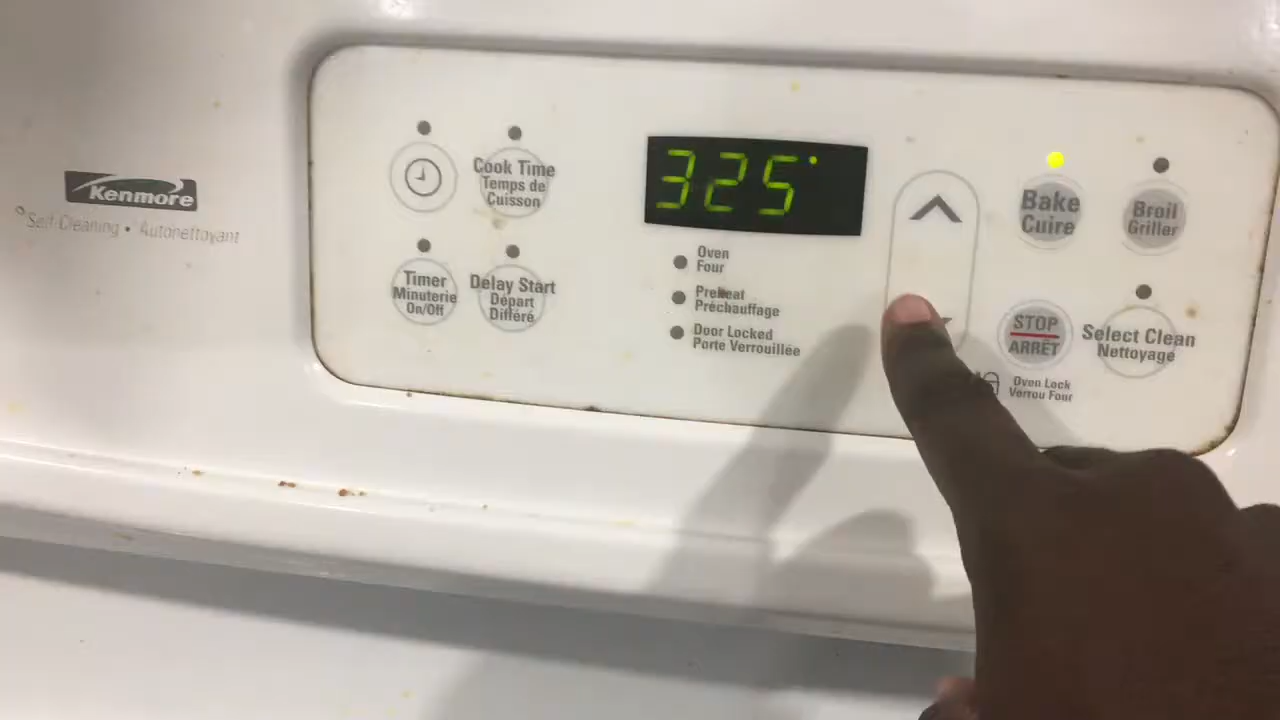 Kenmore
Self-Cleaning • Autonettoyant
Cook Time
Temps de
Cuisson
Timer
Minuterie
On/Off
Delay Start
Départ
Différé
325°
Oven
Four
Preheat
Préchauffage
Door Locked
Porte Verrouillée
Bake
Cuire
Broil
Griller
STOP
ARRÊT
Select Clean
Nettoyage
Oven Lock
Verrou Four